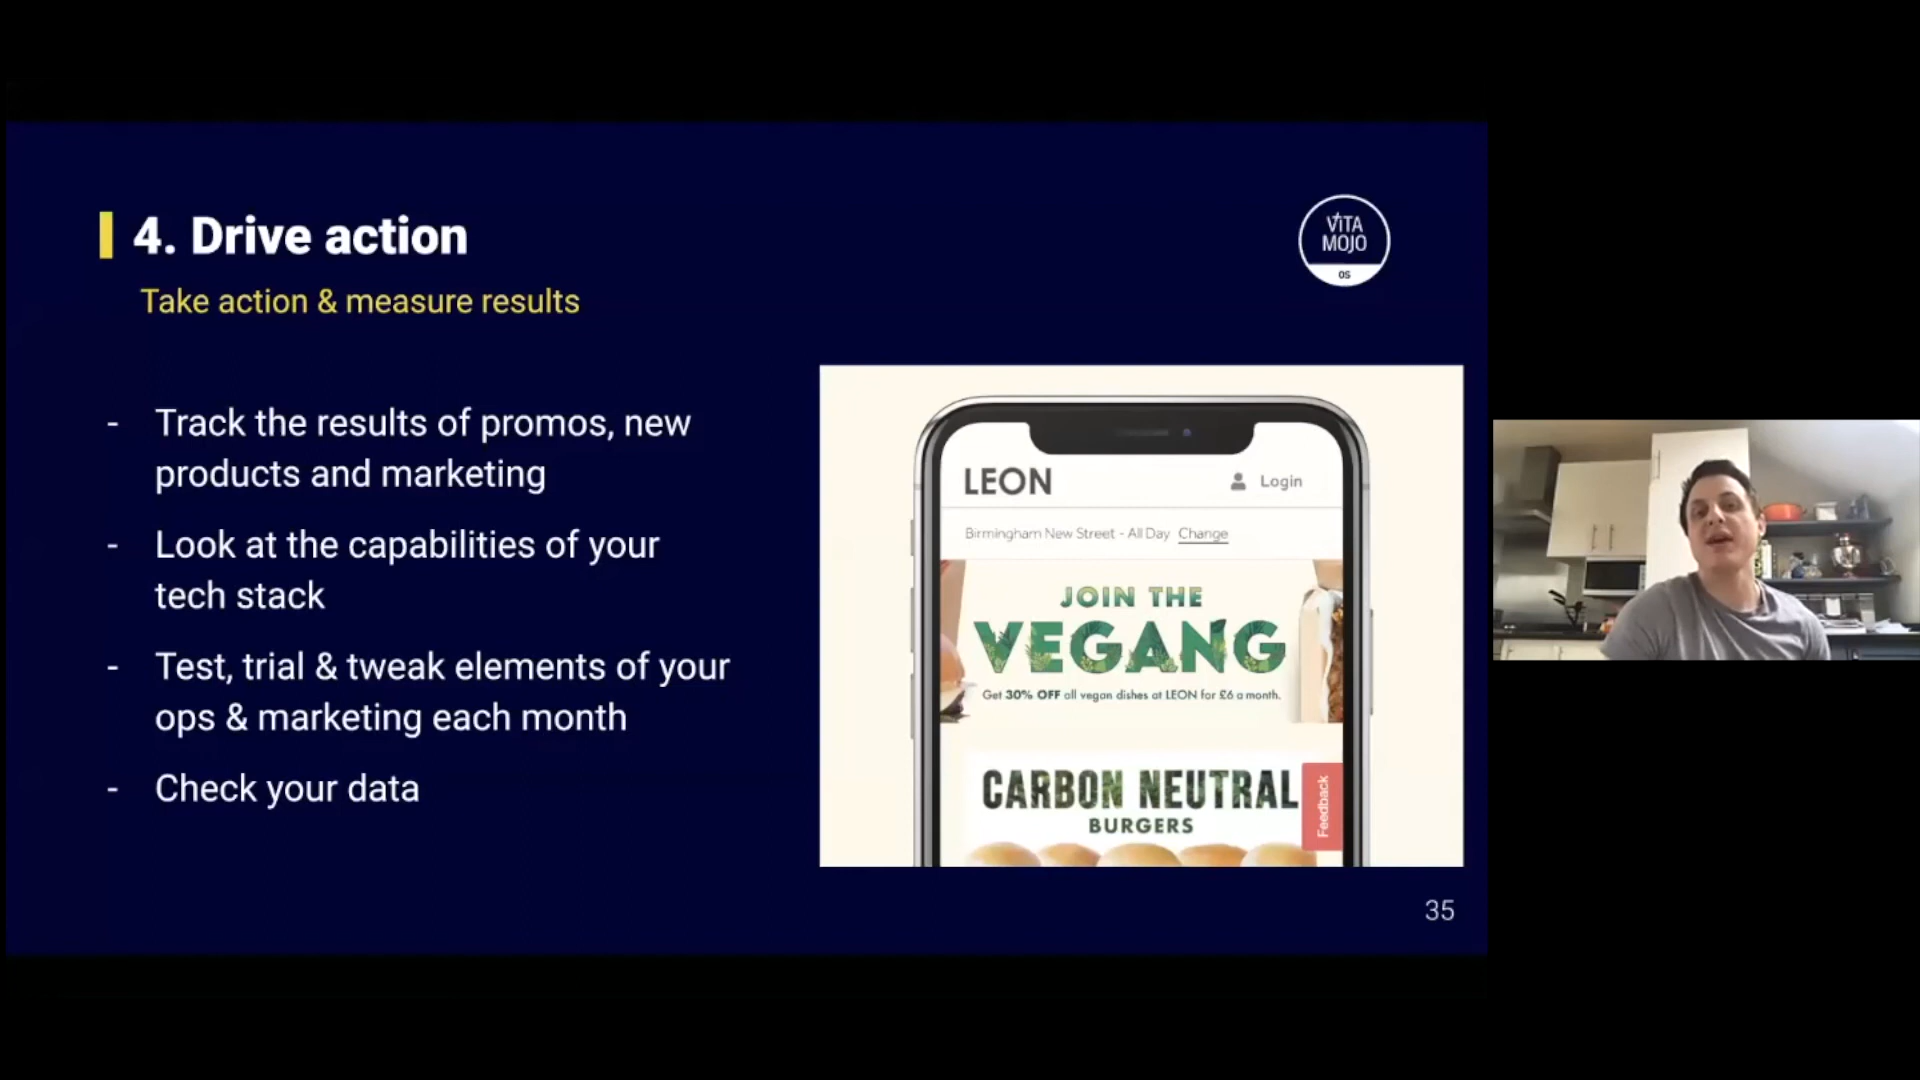 4. Drive action
Take action & measure results
- Track the results of promos, new
products and marketing
- Look at the capabilities of your
tech stack
- Test, trial & tweak elements of your
ops & marketing each month
- Check your data
VITA
MOJO
OS
LEON
Login
Birmingham New Street - All Day Change
JOIN THE
VEGANG
Get 30% OFF all vegan dishes at LEON for £6 a month.
CARBON NEUTRAL
BURGERS
Feedback
35